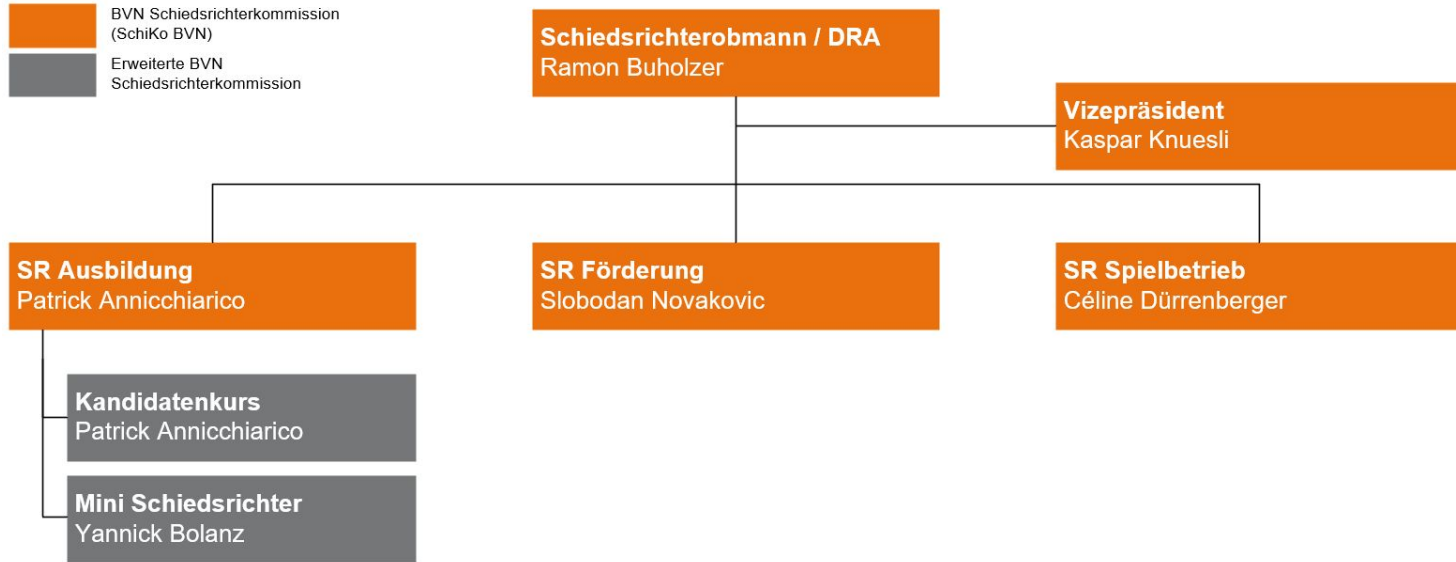 BVN Schiedsrichterkommission
(SchiKo BVN)
Erweiterte BVN
Schiedsrichterkommission
Schiedsrichterobmann / DRA
Ramon Buholzer
Vizepräsident
Kaspar Knuesli
SR Ausbildung
Patrick Annicchiarico
SR Förderung
Slobodan Novakovic
SR Spielbetrieb
Céline Dürrenberger
Kandidatenkurs
Patrick Annicchiarico
Mini Schiedsrichter
Yannick Bolanz